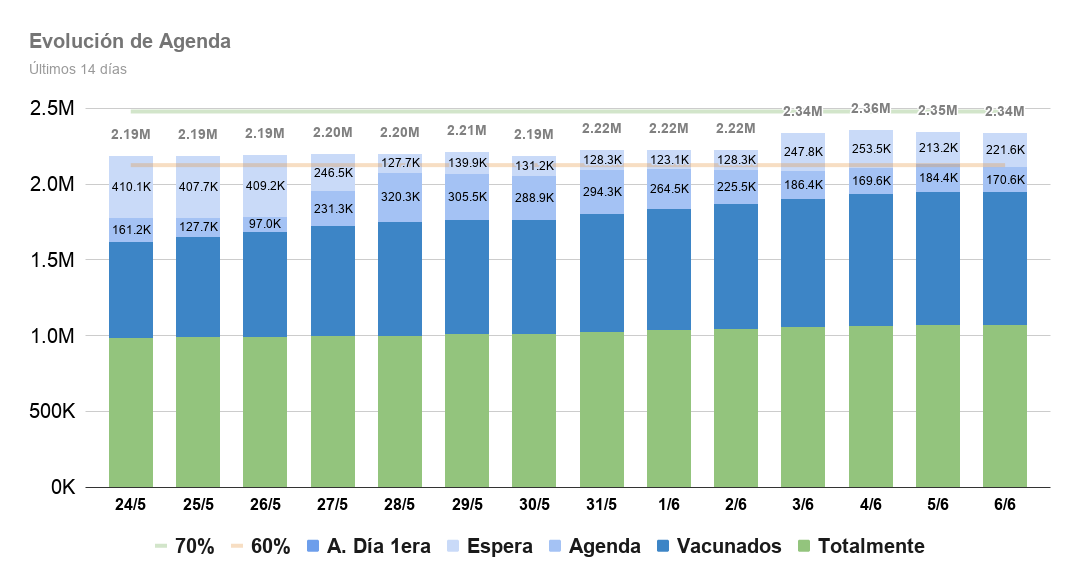 Evolución de Agenda
Últimos 14 días
2.5M
2.0M
1.5M
1.0M
500K
0K
2.19M 2.19M 2.19M 2.20M 2.20M 2.21M 2.19M 2.22M 2.22M 2.22M 2.34M 2.36M 2.35M 2.34M
410.1K 407.7K 409.2K 246.5K 127.7K 139.9K 131.2K 128.3K 123.1K 128.3K 247.8K 253.5K 213.2K 221.6K
161.2K 127.7K 97.0K 231.3K 320.3K 305.5K 288.9K 294.3K 264.5K 225.5K 186.4K 169.6K 184.4K 170.6K
24/5 25/5 26/5 27/5 28/5 29/5 30/5 31/5 1/6 2/6 3/6 4/6 5/6 6/6
70% 60% A. Día 1era Espera Agenda Vacunados Totalmente